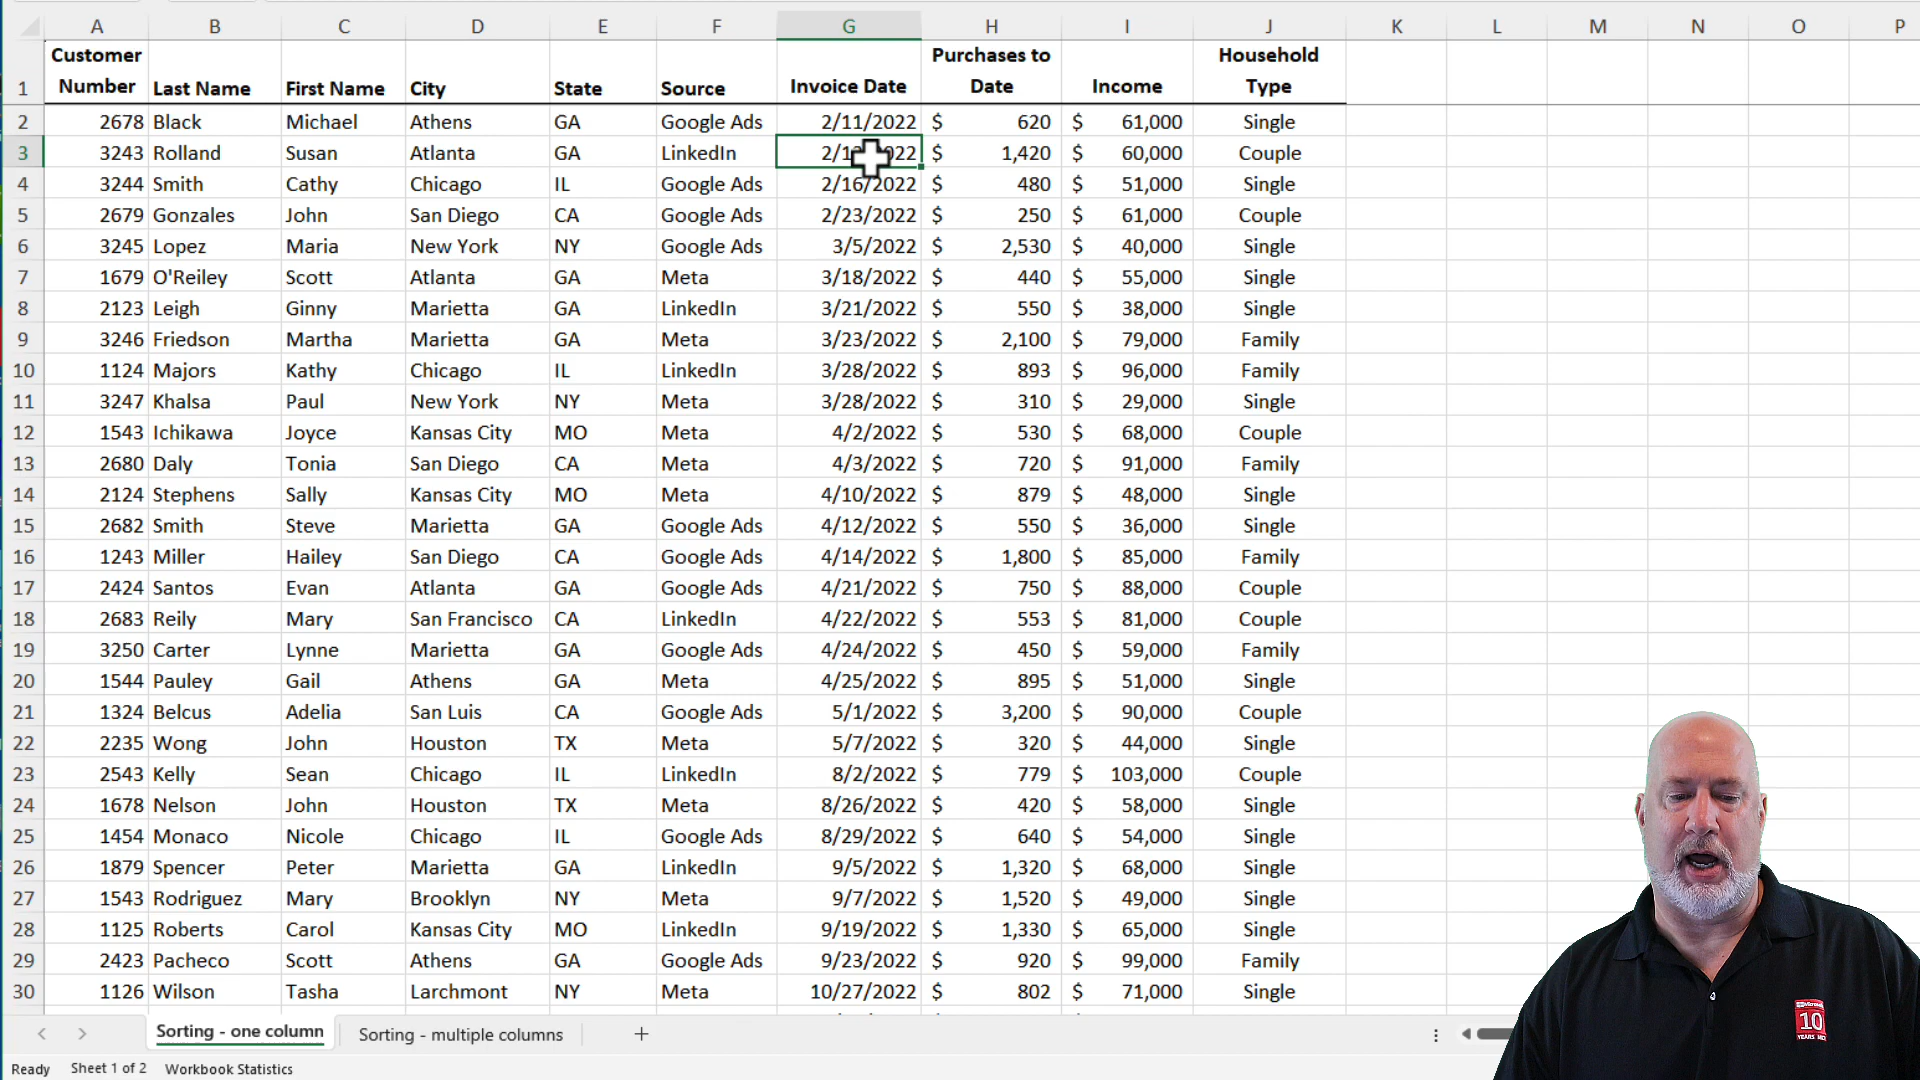 A B C D E F G H I J K L M N O P
Customer Purchases to Household
1 Number Last Name First Name City State Source Invoice Date Date Income Type
2 2678 Black Michael Athens GA Google Ads 2/11/2022 $ 620 $ 61,000 Single
3 3243 Rolland Susan Atlanta GA LinkedIn $ 1,420 $ 60,000 Couple
4 3244 Smith Cathy Chicago IL Google Ads 2/16/2022 $ 480 $ 51,000 Single
5 2679 Gonzales John San Diego CA Google Ads 2/23/2022 $ 250 $ 61,000 Couple
6 3245 Lopez Maria New York NY Google Ads 3/5/2022 $ 2,530 $ 40,000 Single
7 1679 O'Reiley Scott Atlanta GA Meta 3/18/2022 $ 440 $ 55,000 Single
8 2123 Leigh Ginny Marietta GA LinkedIn 3/21/2022 $ 550 $ 38,000 Single
9 3246 Friedson Martha Marietta GA Meta 3/23/2022 $ 2,100 $ 79,000 Family
10 1124 Majors Kathy Chicago IL LinkedIn 3/28/2022 $ 893 $ 96,000 Family
11 3247 Khalsa Paul New York NY Meta 3/28/2022 $ 310 $ 29,000 Single
12 1543 Ichikawa Joyce Kansas City MO Meta 4/2/2022 $ 530 $ 68,000 Couple
13 2680 Daly Tonia San Diego CA Meta 4/3/2022 $ 720 $ 91,000 Family
14 2124 Stephens Sally Kansas City MO Meta 4/10/2022 $ 879 $ 48,000 Single
15 2682 Smith Steve Marietta GA Google Ads 4/12/2022 $ 550 $ 36,000 Single
16 1243 Miller Hailey San Diego CA Google Ads 4/14/2022 $ 1,800 $ 85,000 Family
17 2424 Santos Evan Atlanta GA Google Ads 4/21/2022 $ 750 $ 88,000 Couple
18 2683 Reily Mary San Francisco CA LinkedIn 4/22/2022 $ 553 $ 81,000 Couple
19 3250 Carter Lynne Marietta GA Google Ads 4/24/2022 $ 450 $ 59,000 Family
20 1544 Pauley Gail Athens GA Meta 4/25/2022 $ 895 $ 51,000 Single
21 1324 Belcus Adelia San Luis CA Google Ads 5/1/2022 $ 3,200 $ 90,000 Couple
22 2235 Wong John Houston TX Meta 5/7/2022 $ 320 $ 44,000 Single
23 2543 Kelly Sean Chicago IL LinkedIn 8/2/2022 $ 779 $ 103,000 Couple
24 1678 Nelson John Houston TX Meta 8/26/2022 $ 420 $ 58,000 Single
25 1454 Monaco Nicole Chicago IL Google Ads 8/29/2022 $ 640 $ 54,000 Single
26 1879 Spencer Peter Marietta GA LinkedIn 9/5/2022 $ 1,320 $ 68,000 Single
27 1543 Rodriguez Mary Brooklyn NY Meta 9/7/2022 $ 1,520 $ 49,000 Single
28 1125 Roberts Carol Kansas City MO LinkedIn 9/19/2022 $ 1,330 $ 65,000 Single
29 2423 Pacheco Scott Athens GA Google Ads 9/23/2022 $ 920 $ 99,000 Family
30 1126 Wilson Tasha Larchmont NY Meta 10/27/2022 $ 802 $ 71,000 Single
Sorting - one column Sorting - multiple columns
Ready Sheet 1 of 2 Workbook Statistics
10